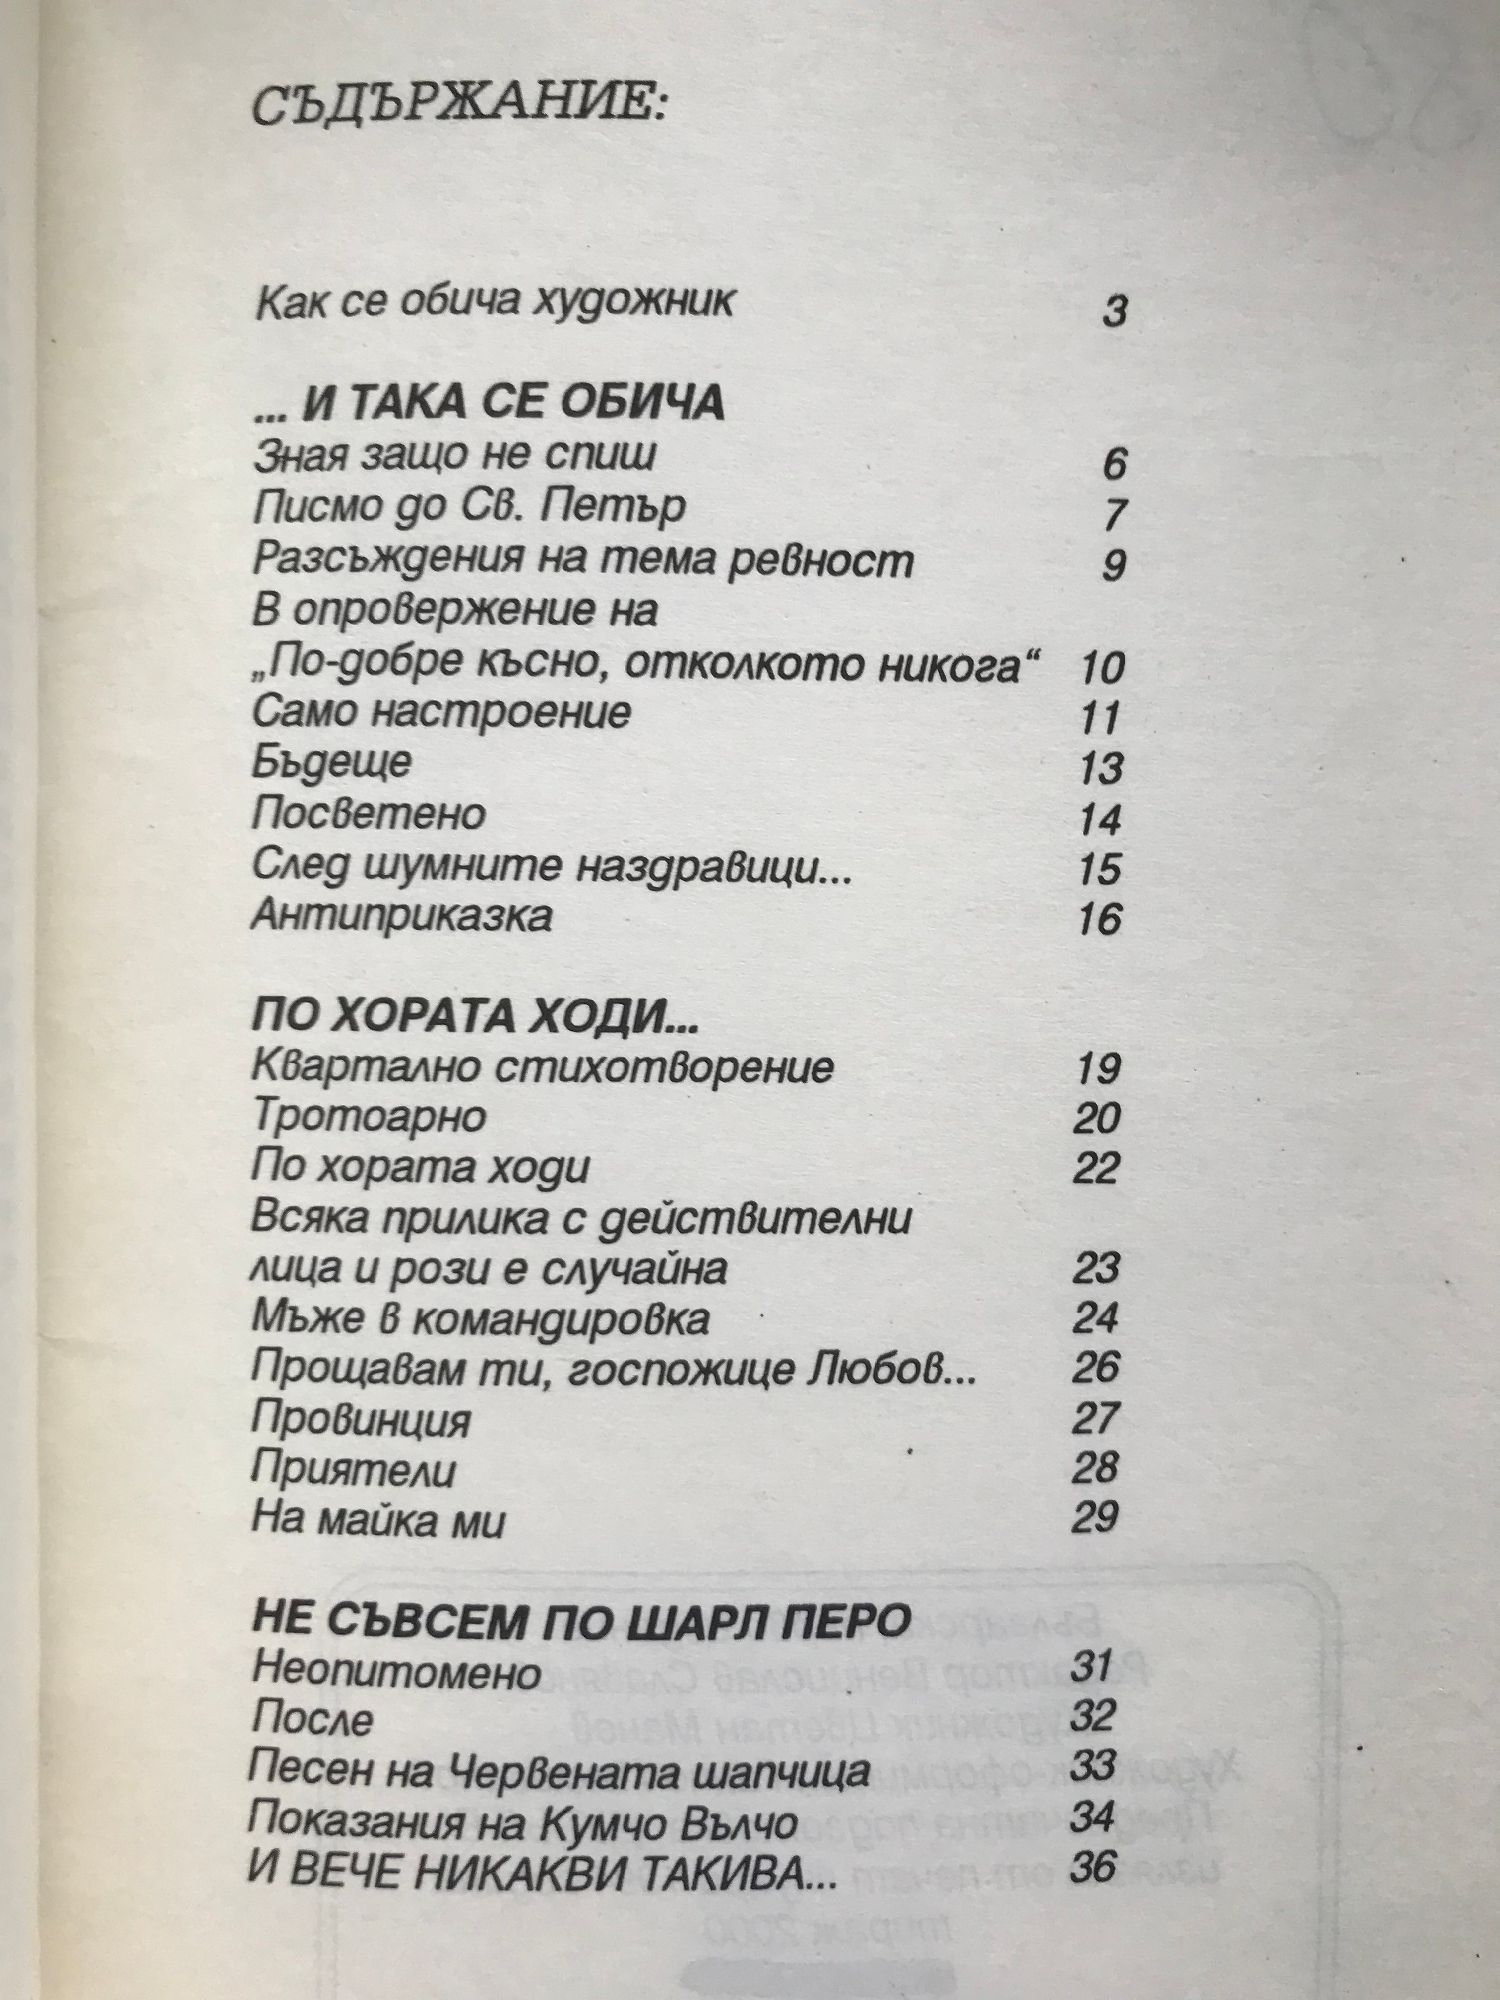 СЪДЪРЖАНИЕ:
Как се обича художник 3
... И ТАКА СЕ ОБИЧА
Зная защо не спиш 6
Писмо до Св. Петър 7
Разсъждения на тема ревност 9
В опровержение на
„По-добре късно, отколкото никога“ 10
Само настроение 11
Бъдеще 13
Посветено 14
След шумните наздравици... 15
Антиприказка 16
ПО ХОРАТА ХОДИ...
Квартално стихотворение 19
Тротоарно 20
По хората ходи 22
Всяка прилика с действителни
лица и рози е случайна 23
Мъже в командировка 24
Прощавам ти, госпожице Любов... 26
Провинция 27
Приятели 28
На майка ми 29
НЕ СЪВСЕМ ПО ШАРЛ ПЕРО
Неопитомено 31
После 32
Песен на Червената шапчица 33
Показания на Кумчо Вълчо 34
И ВЕЧЕ НИКАКВИ ТАКИВА... 36